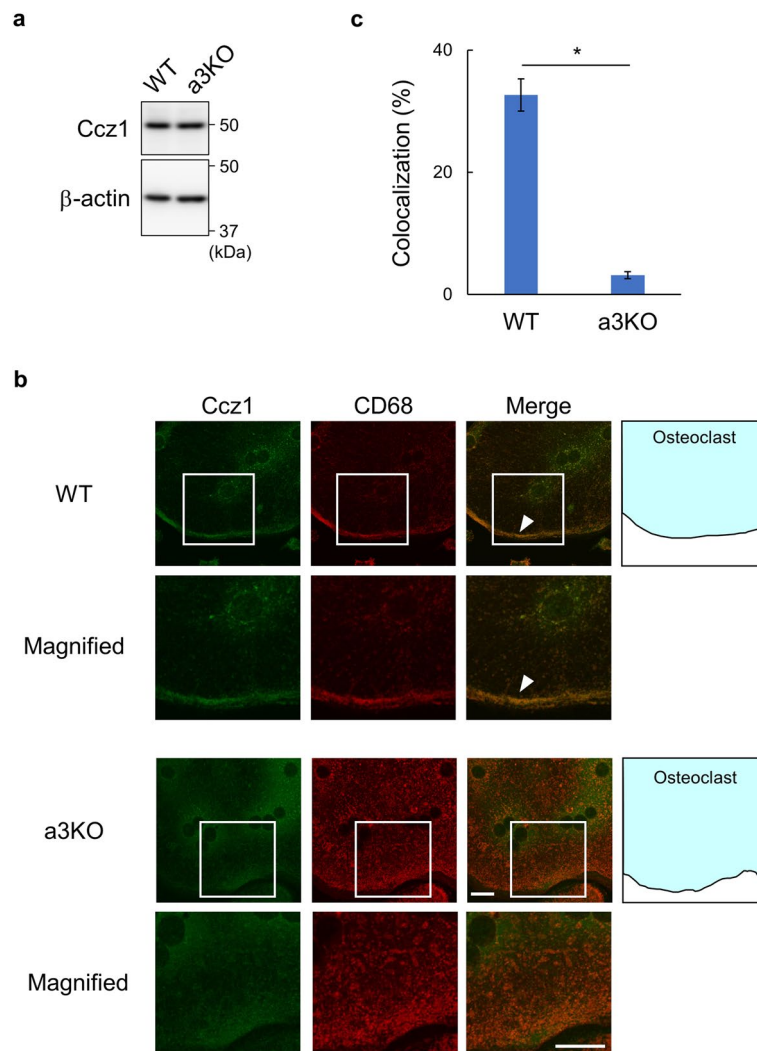 a
WT
a3KO
Ccz1
50
50
β-actin
37
(kDa)
c
40
*
20
0
Colocalization (%)
WT
a3KO
b
Ccz1
CD68
Merge
WT
Osteoclast
Magnified
a3KO
Osteoclast
Magnified